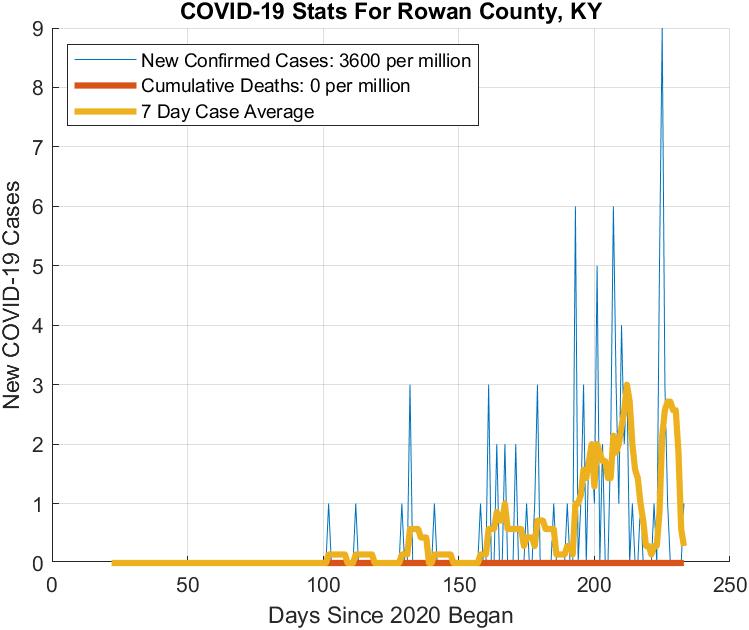 COVID-19 Stats For Rowan County, KY
New Confirmed Cases: 3600 per million
Cumulative Deaths: 0 per million
7 Day Case Average
New COVID-19 Cases
9
8
7
6
5
4
3
2
1
0
0 50 100 150 200 250
Days Since 2020 Began